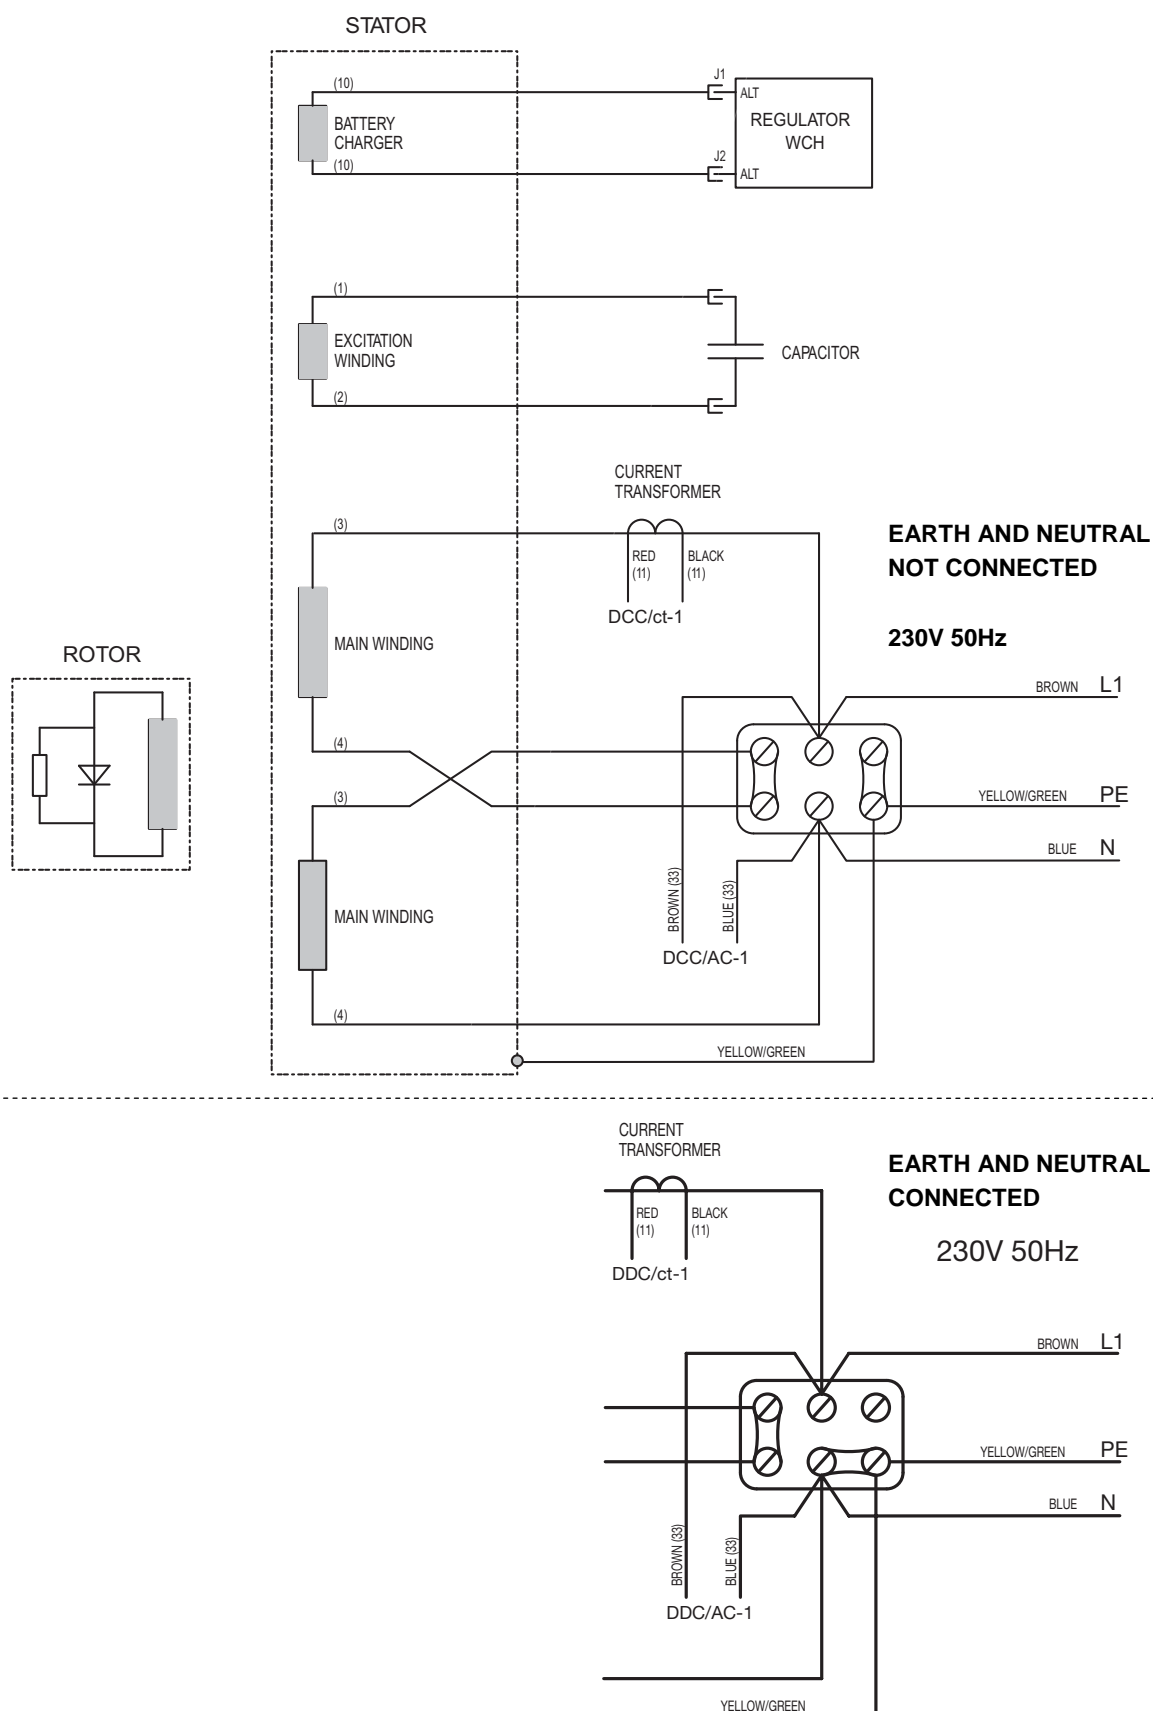 STATOR
(10)
J1
ALT
BATTERY
CHARGER
REGULATOR
WCH
(10)
J2
ALT
(1)
EXCITATION
WINDING
CAPACITOR
(2)
CURRENT
TRANSFORMER
(3)
RED
(11)
BLACK
(11)
DCC/ct-1
EARTH AND NEUTRAL
NOT CONNECTED
230V 50Hz
ROTOR
MAIN WINDING
BROWN L1
(4)
(3)
YELLOW/GREEN PE
BLUE N
BROWN (33)
BLUE (33)
MAIN WINDING
DCC/AC-1
(4)
YELLOW/GREEN
CURRENT
TRANSFORMER
EARTH AND NEUTRAL
CONNECTED
RED
(11)
BLACK
(11)
DDC/ct-1
230V 50Hz
BROWN L1
YELLOW/GREEN PE
BLUE N
BROWN (33)
BLUE (33)
DDC/AC-1
YELLOW/GREEN